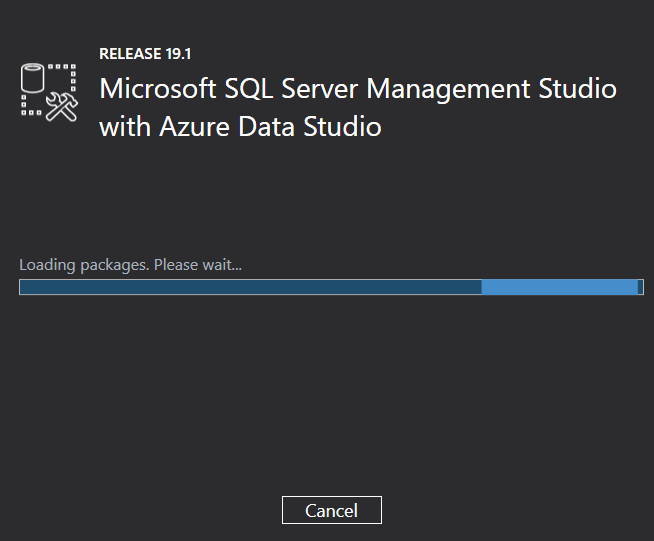 RELEASE 19.1
Microsoft SQL Server Management Studio
with Azure Data Studio
Loading packages. Please wait...
Cancel